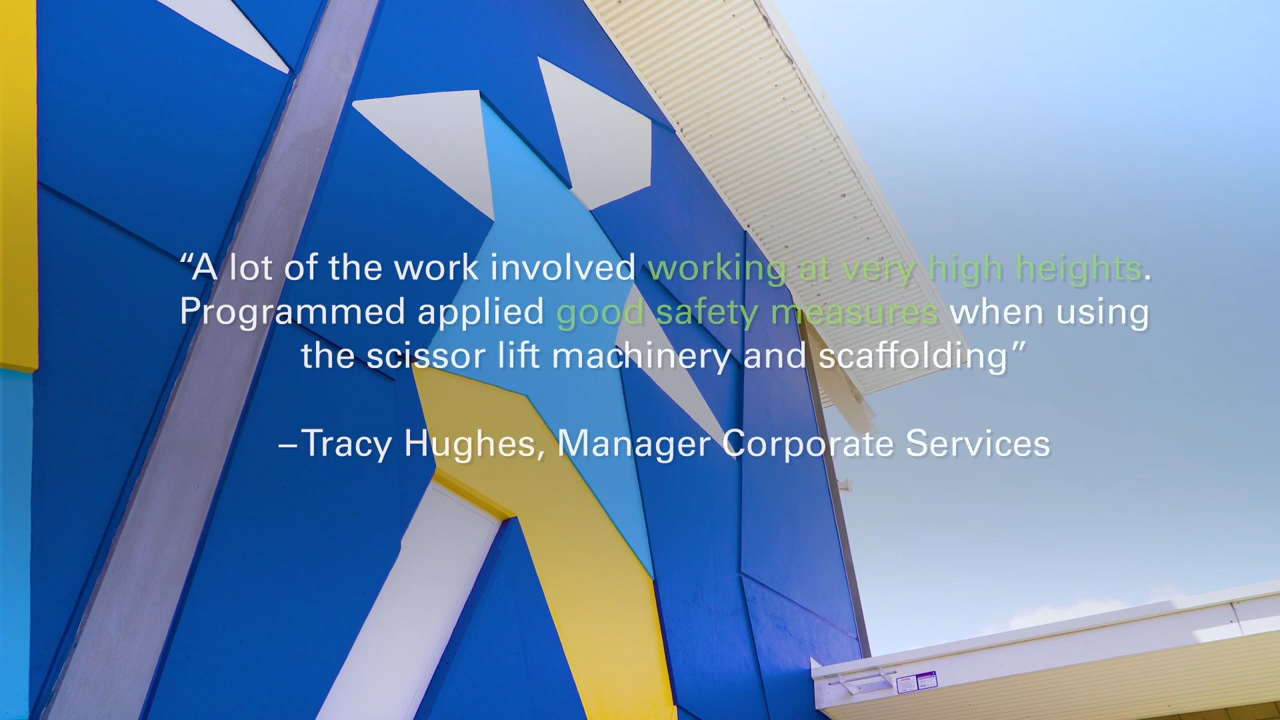 “A lot of the work involved working at very high heights.
Programmed applied good safety measures when using
the scissor lift machinery and scaffolding”
– Tracy Hughes, Manager Corporate Services